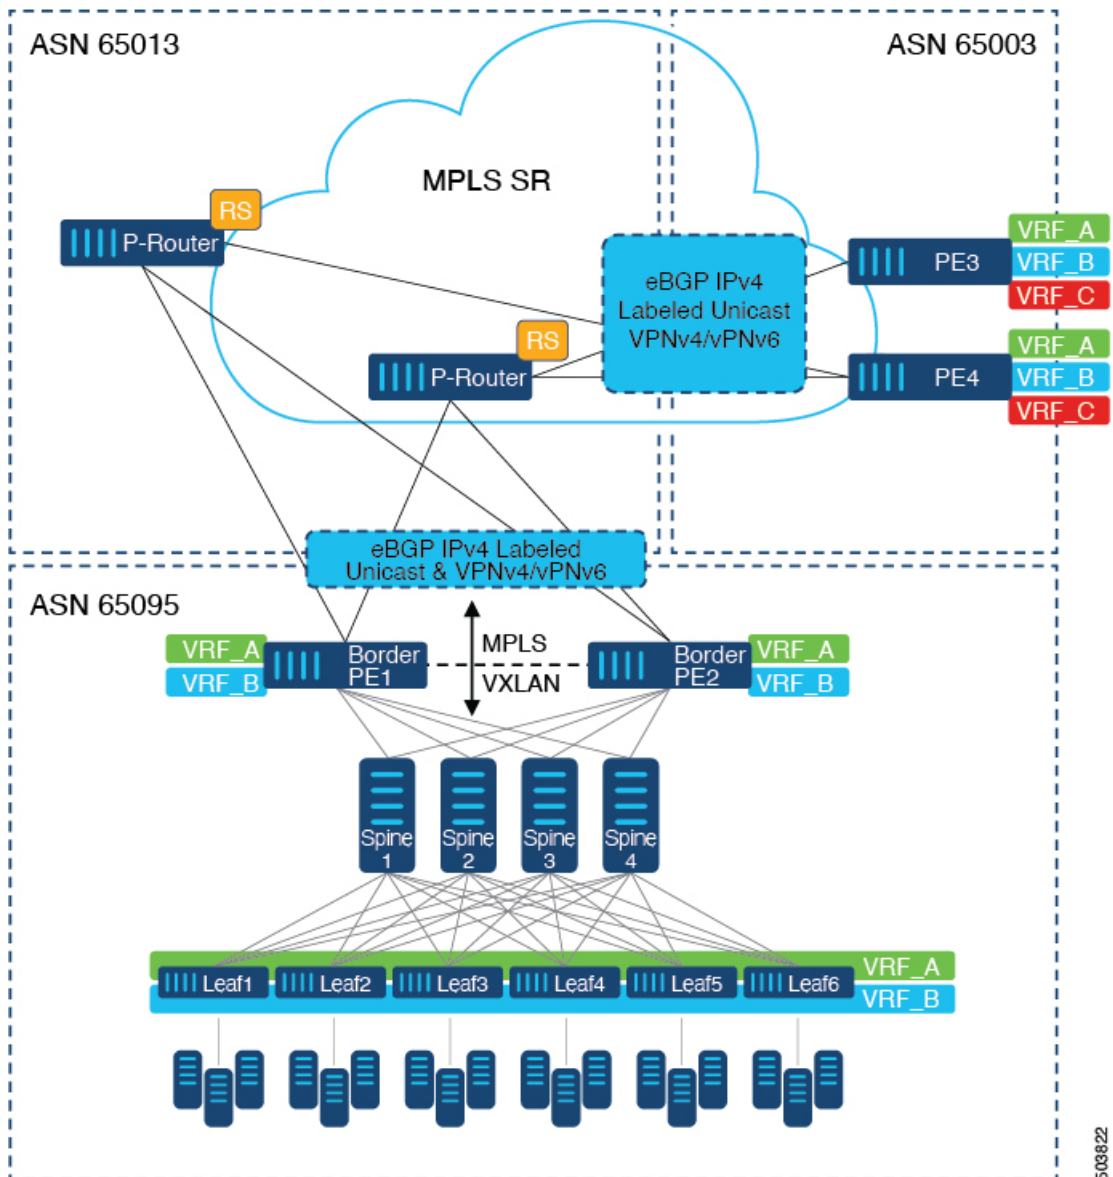 ASN 65013
ASN 65003
MPLS SR
RS
P-Router
RS
P-Router
eBGP IPv4
Labeled Unicast
VPNv4/vPNv6
PE3
VRF_A
VRF_B
VRF_C
PE4
VRF_A
VRF_B
VRF_C
eBGP IPv4 Labeled
Unicast & VPNv4/vPNv6
ASN 65095
VRF_A
VRF_B
Border
PE1
MPLS
VXLAN
Border
PE2
VRF_A
VRF_B
Spine
1
Spine
2
Spine
3
Spine
4
Leaf1
Leaf2
Leaf3
Leaf4
Leaf5
Leaf6
VRF_A
VRF_B
503822